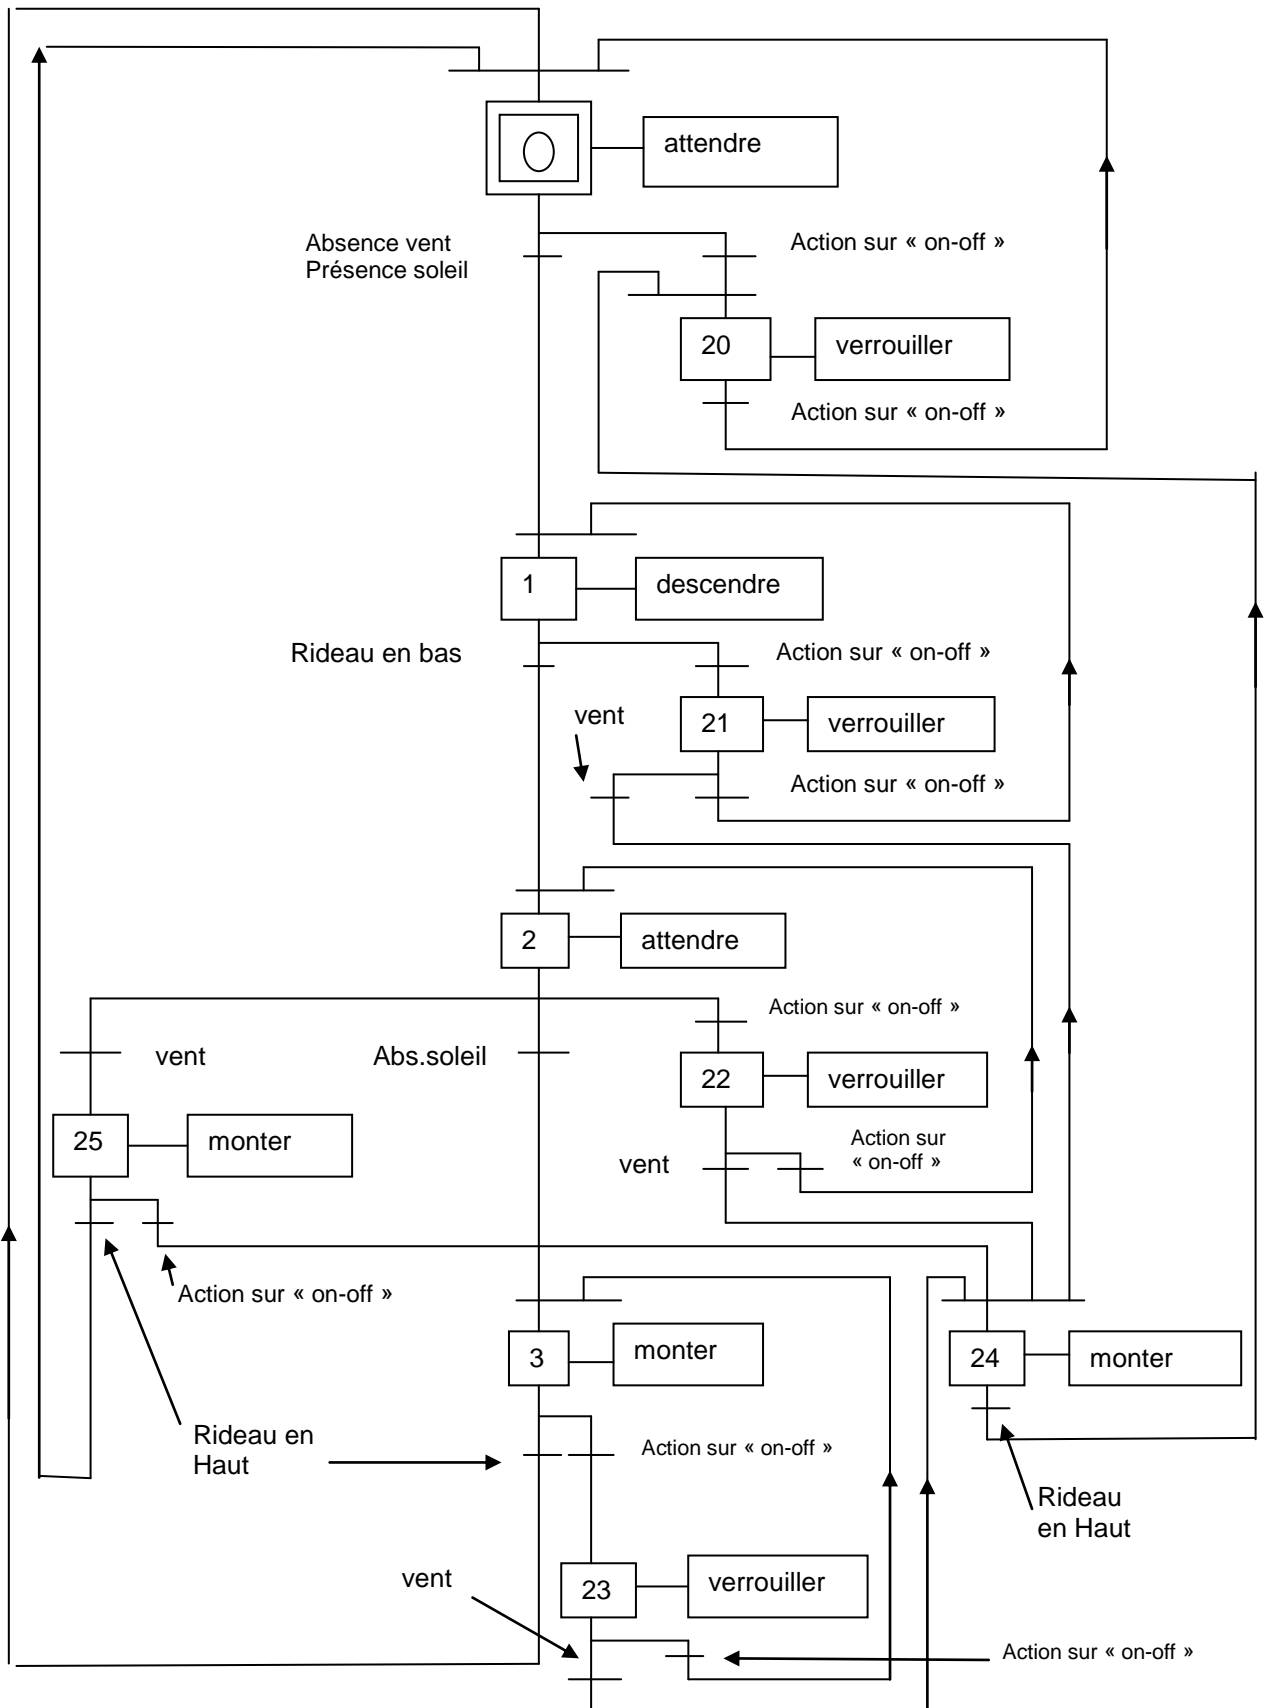 attendre
0
Absence vent
Présence soleil
Action sur « on-off »
20
verrouiller
Action sur « on-off »
1
descendre
Rideau en bas
Action sur « on-off »
vent
21
verrouiller
Action sur « on-off »
2
attendre
Action sur « on-off »
vent
Abs.soleil
22
verrouiller
25
monter
Action sur
« on-off »
vent
Action sur « on-off »
3
monter
24
monter
Rideau en
Haut
Action sur « on-off »
Rideau
en Haut
vent
23
verrouiller
Action sur « on-off »